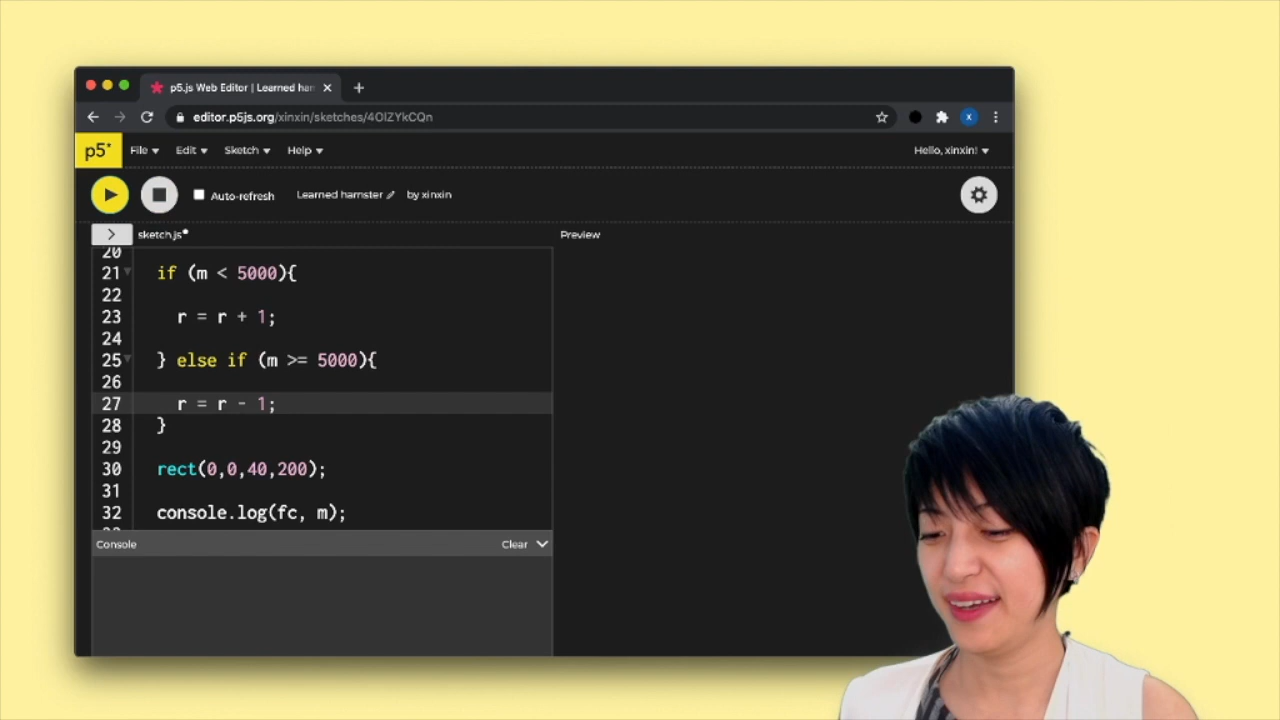 p5.js Web Editor | Learned ham
editor.p5js.org/xinxin/sketches/4OlZYkCQn
X
p5* File Edit Sketch Help Hello, xinxin!
Auto-refresh Learned hamster by xinxin
> sketch.js Preview
20
21 if (m < 5000){
22
23 r = r + 1;
24
25 } else if (m >= 5000){
26
27 r = r - 1;
28 }
29
30 rect(0,0,40,200);
31
32 console.log(fc, m);
Console Clear